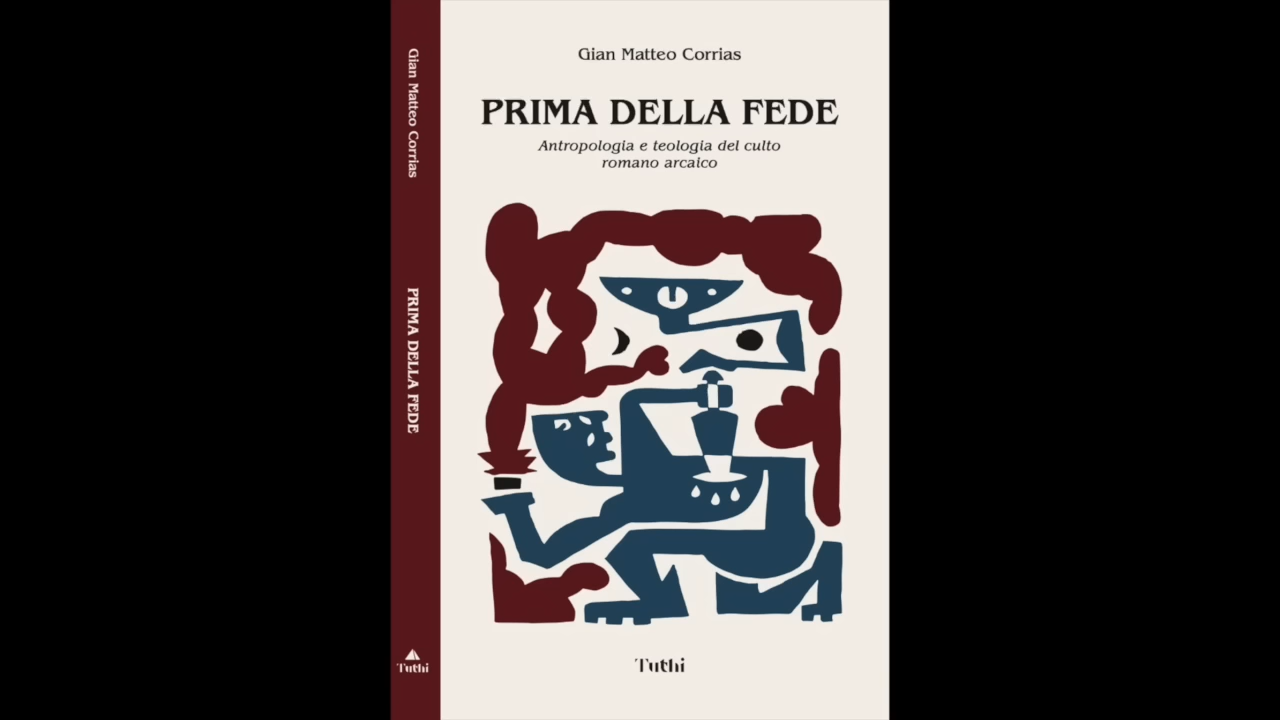 Gian Matteo Corrias
PRIMA DELLA FEDE
Tuthi
Gian Matteo Corrias
PRIMA DELLA FEDE
Antropologia e teologia del culto
romano arcaico
Tuthi